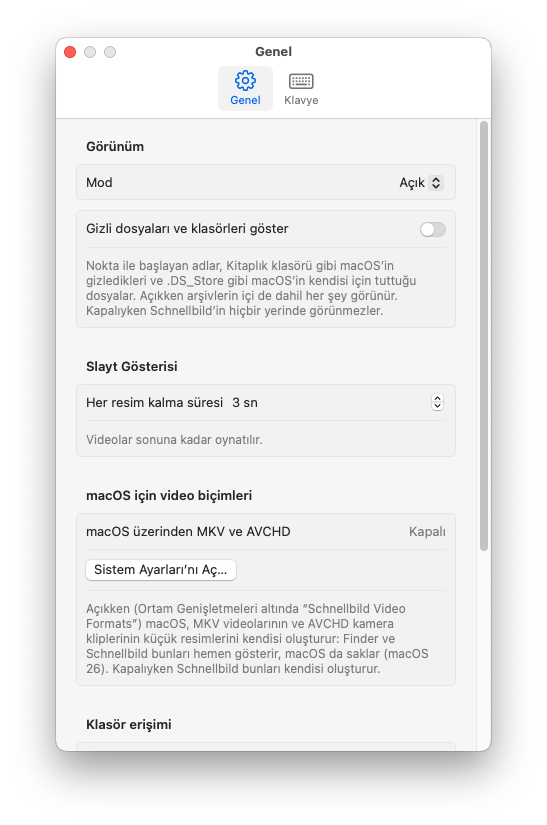 Genel
Genel
Klavye
Görünüm
Mod
Açık
Gizli dosyaları ve klasörleri göster
Nokta ile başlayan adlar, Kitaplık klasörü gibi macOS’in
gizledikleri ve .DS_Store gibi macOS’in kendisi için tuttuğu
dosyalar. Açıkken arşivlerin içi de dahil her şey görünür.
Kapalıyken Schnellbild’in hiçbir yerinde görünmezler.
Slayt Gösterisi
Her resim kalma süresi 3 sn
Videolar sonuna kadar oynatılır.
macOS için video biçimleri
macOS üzerinden MKV ve AVCHD
Kapalı
Sistem Ayarları’nı Aç...
Açıkken (Ortam Genişletmeleri altında “Schnellbild Video
Formats”) macOS, MKV videolarının ve AVCHD kamera
kliplerinin küçük resimlerini kendisi oluşturur: Finder ve
Schnellbild bunları hemen gösterir, macOS da saklar (macOS
26). Kapalıyken Schnellbild bunları kendisi oluşturur.
Klasör erişimi